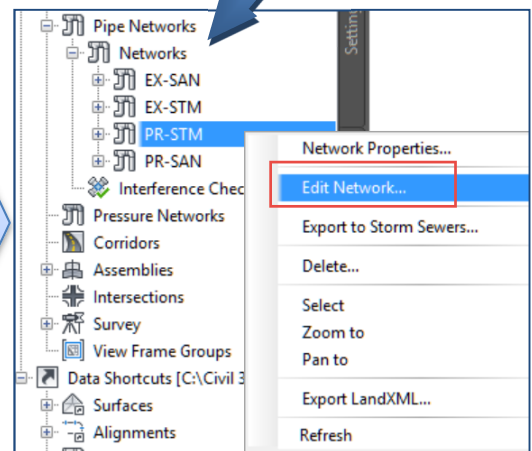 Pipe Networks
Networks
EX-SAN
EX-STM
PR-STM
PR-SAN
Interference Chec
Pressure Networks
Corridors
Assemblies
Intersections
Survey
View Frame Groups
Data Shortcuts [C:\Civil 3
Surfaces
Alignments
Setting
Network Properties...
Edit Network...
Export to Storm Sewers...
Delete...
Select
Zoom to
Pan to
Export LandXML...
Refresh